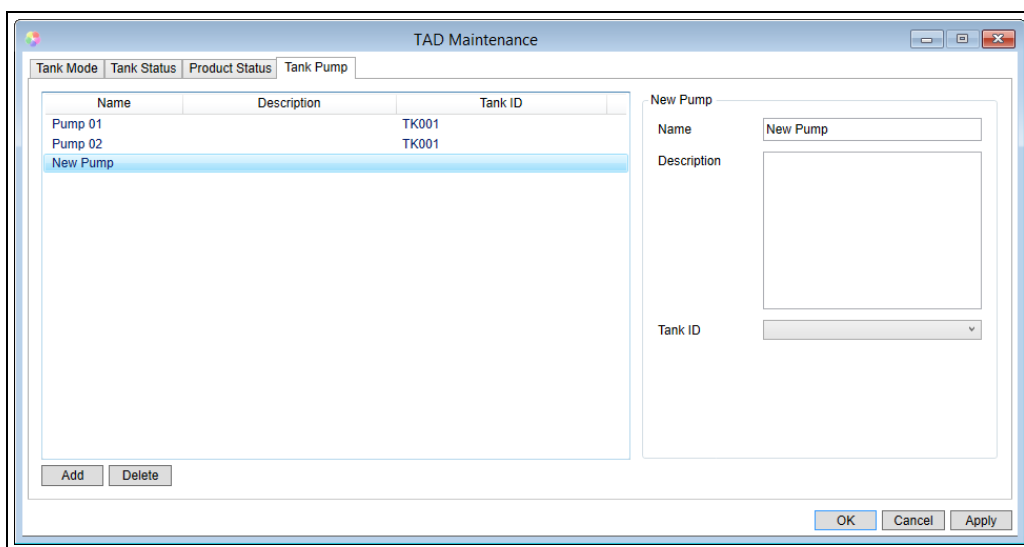 TAD Maintenance
Tank Mode Tank Status Product Status Tank Pump
Name Description Tank ID
Pump 01 TK001
Pump 02 TK001
New Pump
Add Delete
New Pump
Name New Pump
Description
Tank ID
OK Cancel Apply